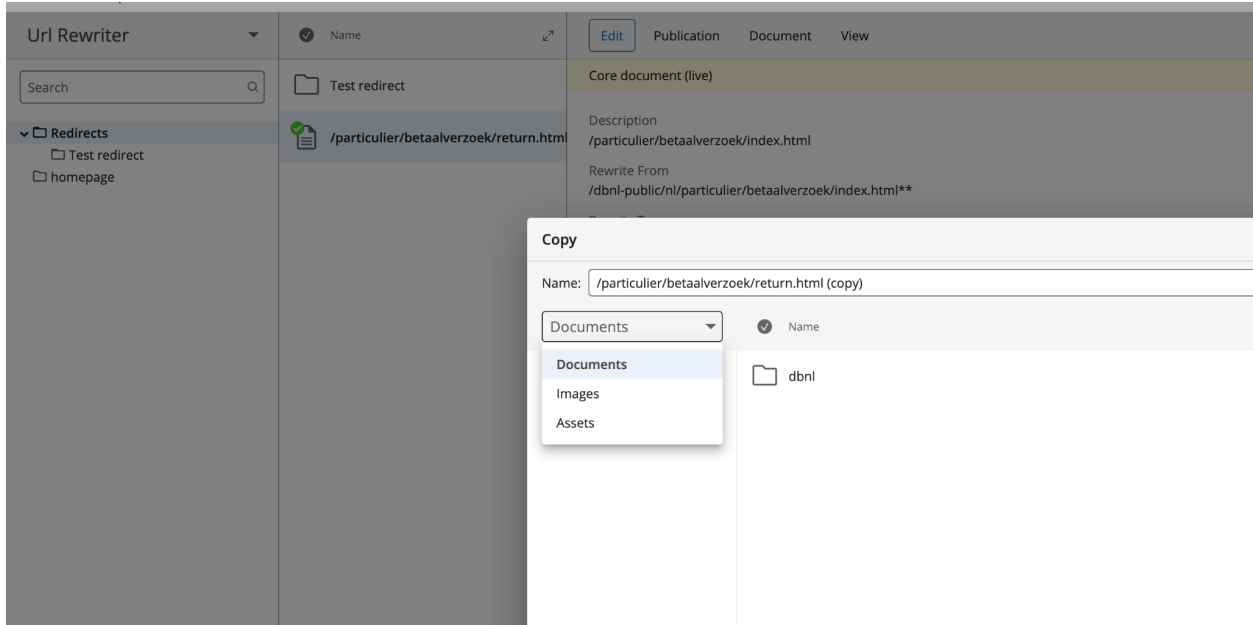 Url Rewriter
Name
Edit
Publication
Document
View
Search
Test redirect
Core document (live)
Redirects
Test redirect
homepage
/particulier/betaalverzoek/return.html
Description
/particulier/betaalverzoek/index.html
Rewrite From
/dbnl-public/nl/particulier/betaalverzoek/index.html**
Copy
Name:
/particulier/betaalverzoek/return.html (copy)
Documents
Name
Documents
Images
Assets
dbnl